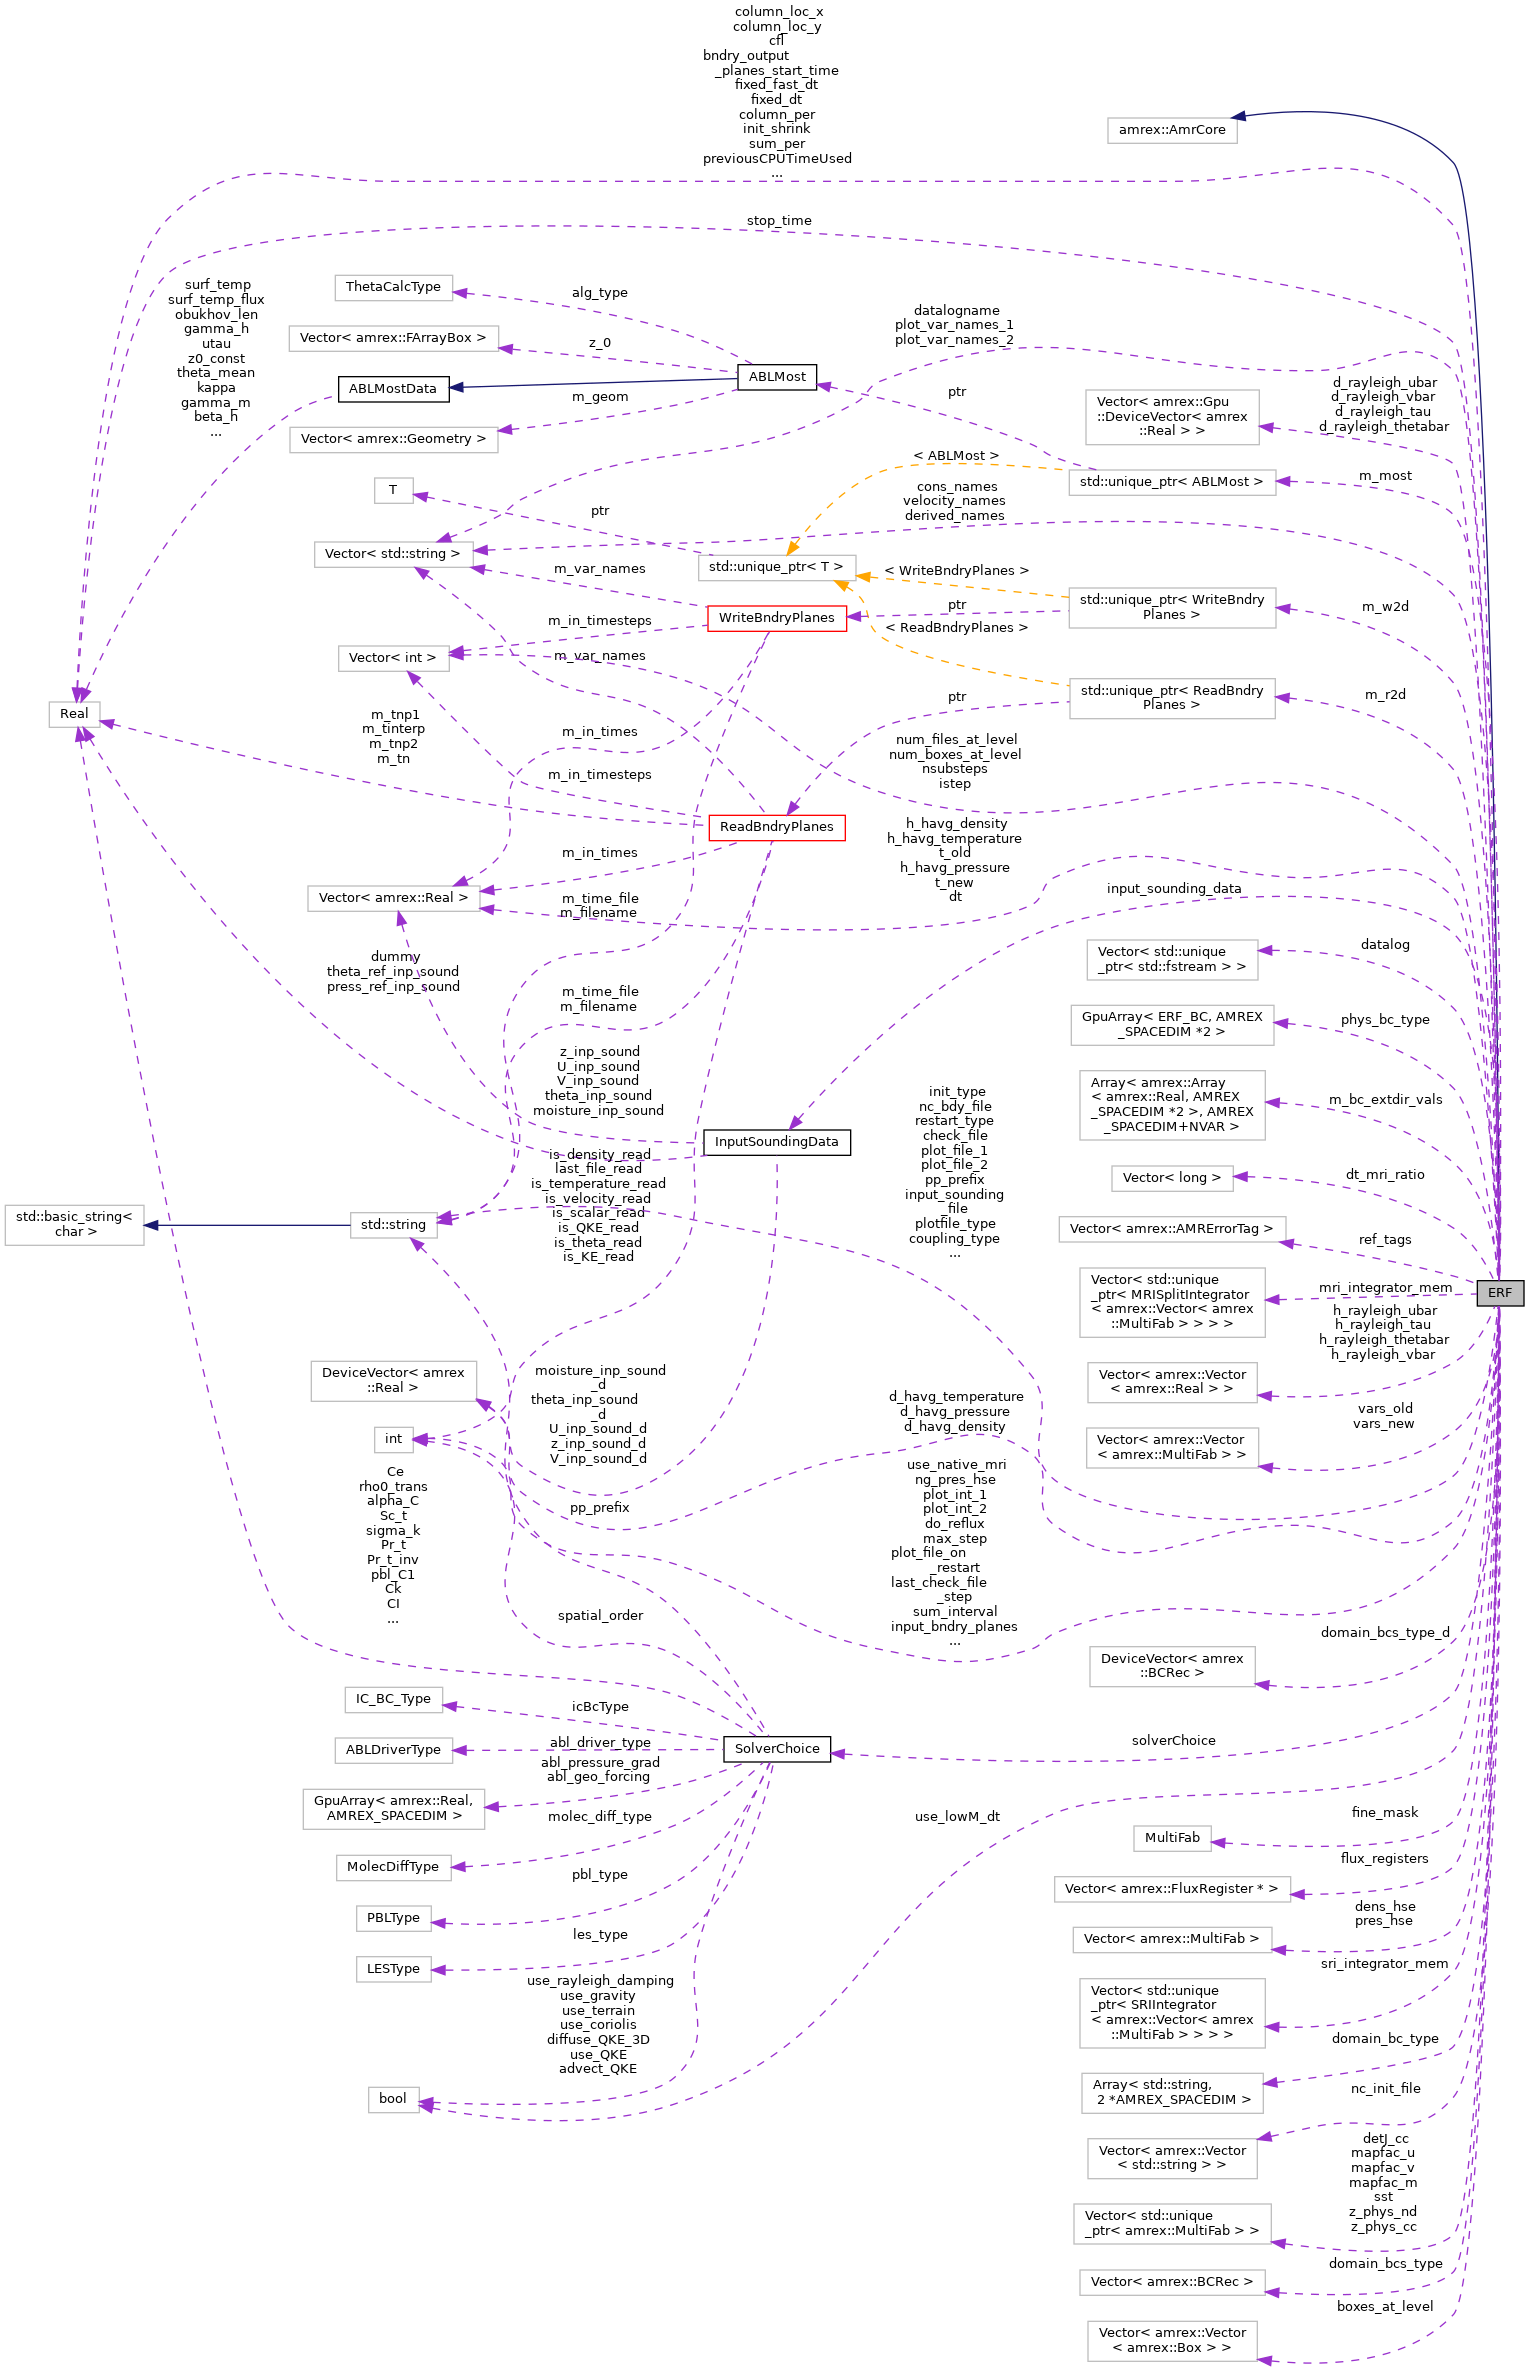 column_loc_x
column_loc_y
cfl
bndry_output
_planes_start_time
fixed_fast_dt
fixed_dt
column_per
init_shrink
sum_per
previousCPUTimeUsed
...
amrex::AmrCore
stop_time
surf_temp
surf_temp_flux
obukhov_len
gamma_h
utau
z0_const
theta_mean
kappa
gamma_m
beta_h
...
ThetaCalcType
alg_type
Vector< amrex::FArrayBox >
z_0
ABLMostData
ABLMost
m_geom
Vector< amrex::Geometry >
datalogname
plot_var_names_1
plot_var_names_2
ptr
Vector< amrex::Gpu
::DeviceVector< amrex
::Real > >
d_rayleigh_ubar
d_rayleigh_vbar
d_rayleigh_tau
d_rayleigh_thetabar
< ABLMost >
std::unique_ptr< ABLMost >
m_most
T
ptr
cons_names
velocity_names
derived_names
Vector< std::string >
std::unique_ptr< T >
m_var_names
< WriteBndryPlanes >
std::unique_ptr< WriteBndry
Planes >
m_w2d
WriteBndryPlanes
ptr
m_in_timesteps
< ReadBndryPlanes >
Vector< int >
m_var_names
std::unique_ptr< ReadBndry
Planes >
m_r2d
ptr
Real
m_tnp1
m_tinterp
m_tnp2
m_tn
m_in_times
m_in_timesteps
num_files_at_level
num_boxes_at_level
nsubsteps
istep
ReadBndryPlanes
h_havg_density
h_havg_temperature
t_old
h_havg_pressure
t_new
dt
m_in_times
Vector< amrex::Real >
m_time_file
m_filename
input_sounding_data
dummy
theta_ref_inp_sound
press_ref_inp_sound
Vector< std::unique
_ptr< std::fstream > >
datalog
m_time_file
m_filename
GpuArray< ERF_BC, AMREX
_SPACEDIM *2 >
phys_bc_type
z_inp_sound
U_inp_sound
V_inp_sound
theta_inp_sound
moisture_inp_sound
Array< amrex::Array
< amrex::Real, AMREX
_SPACEDIM *2 >, AMREX
_SPACEDIM+NVAR >
m_bc_extdir_vals
init_type
nc_bdy_file
restart_type
check_file
plot_file_1
plot_file_2
pp_prefix
input_sounding
_file
plotfile_type
coupling_type
...
InputSoundingData
is_density_read
last_file_read
is_temperature_read
is_velocity_read
is_scalar_read
is_QKE_read
is_theta_read
is_KE_read
Vector< long >
dt_mri_ratio
std::basic_string<
char >
std::string
Vector< amrex::AMRErrorTag >
ref_tags
Vector< std::unique
_ptr< MRISplitIntegrator
< amrex::Vector< amrex
::MultiFab > > > >
mri_integrator_mem
ERF
h_rayleigh_ubar
h_rayleigh_tau
h_rayleigh_thetabar
h_rayleigh_vbar
Vector< amrex::Vector
< amrex::Real > >
DeviceVector< amrex
::Real >
moisture_inp_sound
_d
theta_inp_sound
_d
U_inp_sound_d
z_inp_sound_d
V_inp_sound_d
d_havg_temperature
d_havg_pressure
d_havg_density
vars_old
vars_new
Vector< amrex::Vector
< amrex::MultiFab > >
int
Ce
rho0_trans
alpha_C
Sc_t
sigma_k
Pr_t
Pr_t_inv
pbl_C1
Ck
CI
...
pp_prefix
use_native_mri
ng_pres_hse
plot_int_1
plot_int_2
do_reflux
max_step
plot_file_on
_restart
last_check_file
_step
sum_interval
input_bndry_planes
...
spatial_order
domain_bcs_type_d
DeviceVector< amrex
::BCRec >
IC_BC_Type
icBcType
ABLDriverType
abl_driver_type
SolverChoice
solverChoice
abl_pressure_grad
abl_geo_forcing
GpuArray< amrex::Real,
AMREX_SPACEDIM >
molec_diff_type
use_lowM_dt
fine_mask
MultiFab
MolecDiffType
pbl_type
flux_registers
Vector< amrex::FluxRegister * >
PBLType
dens_hse
pres_hse
Vector< amrex::MultiFab >
les_type
LESType
sri_integrator_mem
Vector< std::unique
_ptr< SRIIntegrator
< amrex::Vector< amrex
::MultiFab > > > >
use_rayleigh_damping
use_gravity
use_terrain
use_coriolis
diffuse_QKE_3D
use_QKE
advect_QKE
domain_bc_type
bool
Array< std::string,
2 *AMREX_SPACEDIM >
nc_init_file
Vector< amrex::Vector
< std::string > >
detJ_cc
mapfac_u
mapfac_v
mapfac_m
sst
z_phys_nd
z_phys_cc
Vector< std::unique
_ptr< amrex::MultiFab > >
domain_bcs_type
Vector< amrex::BCRec >
boxes_at_level
Vector< amrex::Vector
< amrex::Box > >